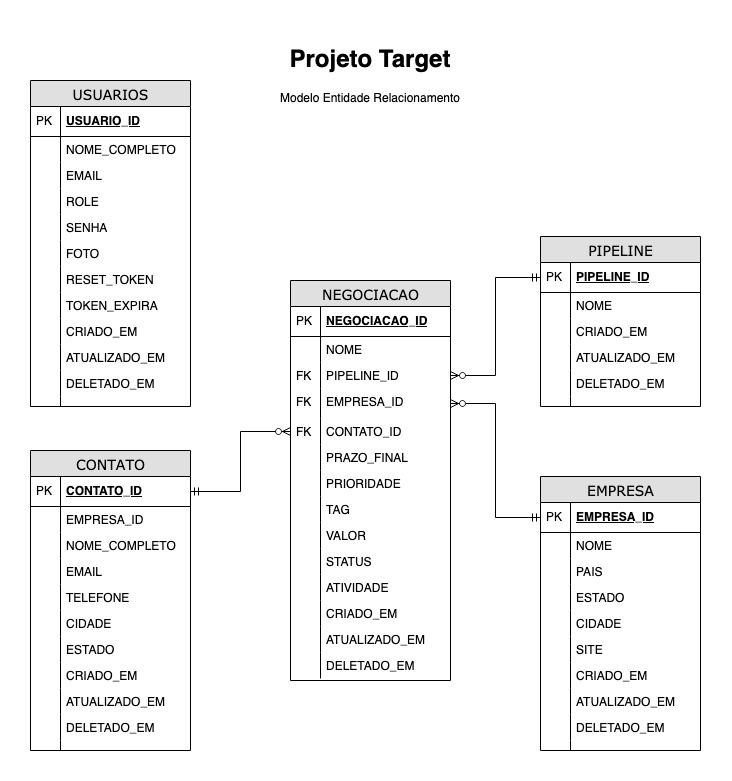 Projeto Target
Modelo Entidade Relacionamento
USUARIOS
PK USUARIO_ID
NOME_COMPLETO
EMAIL
ROLE
SENHA
FOTO
RESET_TOKEN
TOKEN_EXPIRA
CRIADO_EM
ATUALIZADO_EM
DELETADO_EM
CONTATO
PK CONTATO_ID
EMPRESA_ID
NOME_COMPLETO
EMAIL
TELEFONE
CIDADE
ESTADO
CRIADO_EM
ATUALIZADO_EM
DELETADO_EM
NEGOCIACAO
PK NEGOCIACAO_ID
NOME
FK PIPELINE_ID
FK EMPRESA_ID
FK CONTATO_ID
PRAZO_FINAL
PRIORIDADE
TAG
VALOR
STATUS
ATIVIDADE
CRIADO_EM
ATUALIZADO_EM
DELETADO_EM
PIPELINE
PK PIPELINE_ID
NOME
CRIADO_EM
ATUALIZADO_EM
DELETADO_EM
EMPRESA
PK EMPRESA_ID
NOME
PAIS
ESTADO
CIDADE
SITE
CRIADO_EM
ATUALIZADO_EM
DELETADO_EM